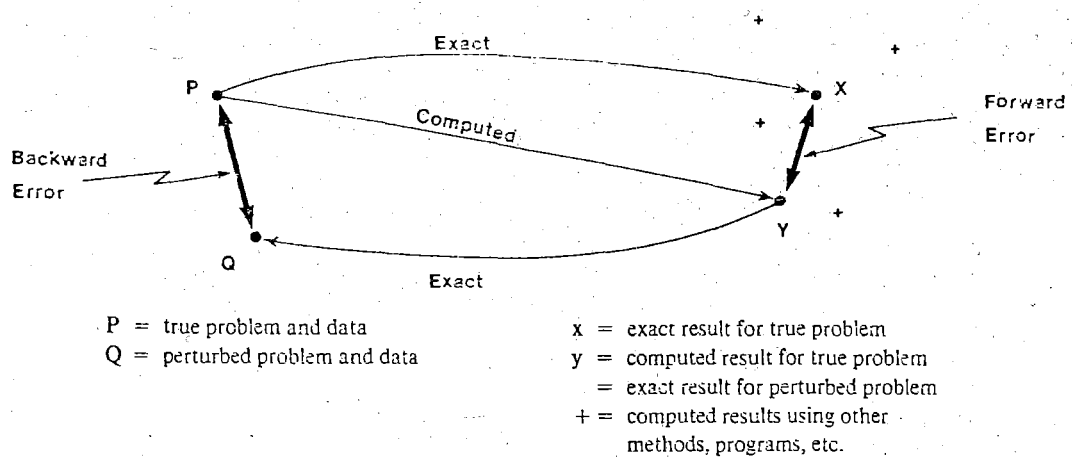 Exact
P
X
Forward
Error
Computed
Backward
Error
Y
Q
Exact
P = true problem and data
Q = perturbed problem and data
x = exact result for true problem
y = computed result for true problem
= exact result for perturbed problem
+ = computed results using other
methods, programs, etc.